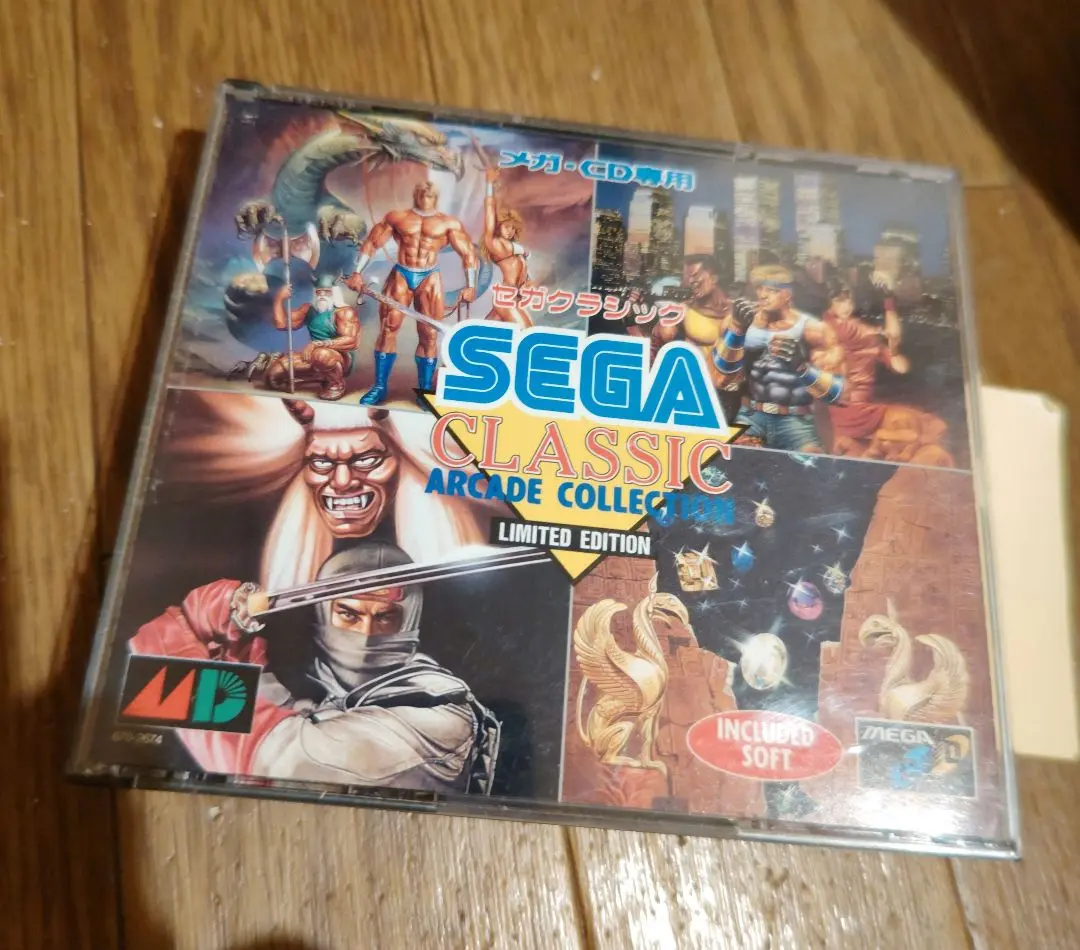 メガ・CD専用
セガクラシック
SEGA
CLASSIC
ARCADE COLLECTION
LIMITED EDITION
MD
INCLUDED
SOFT
MEGA